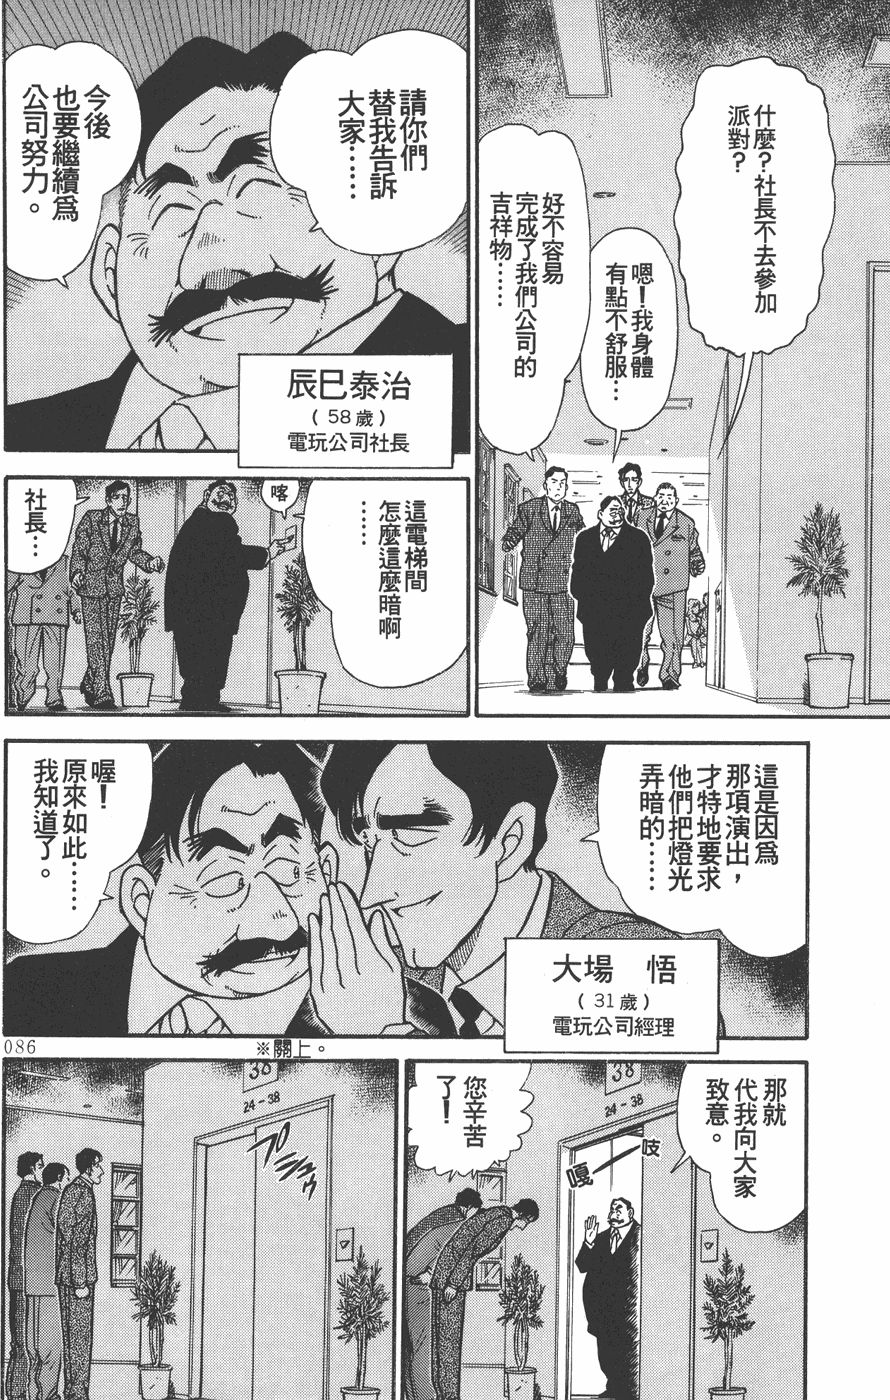 什麼？社長不去參加
派對？
嗯！我身體
有點不舒服…
好不容易
完成了我們公司的
吉祥物……
請你們
替我告訴
大家……
今後
也要繼續為
公司努力。
辰巳泰治
（58歲）
電玩公司社長
這電梯間
怎麼這麼暗啊
……
喀
社長…
這是因為
那項演出，
才特地要求
他們把燈光
弄暗的……
喔！
原來如此……
我知道了。
大場 悟
（31歲）
電玩公司經理
086
※關上。
那就
代我向大家
致意。
您辛苦
了！
38
24-38
吱
嘎
38
24-38